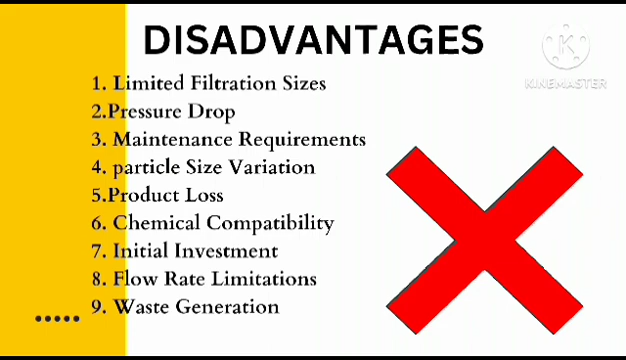 DISADVANTAGES
KINEMASTER
1. Limited Filtration Sizes
2.Pressure Drop
3. Maintenance Requirements
4. particle Size Variation
5.Product Loss
6. Chemical Compatibility
7. Initial Investment
8. Flow Rate Limitations
9. Waste Generation